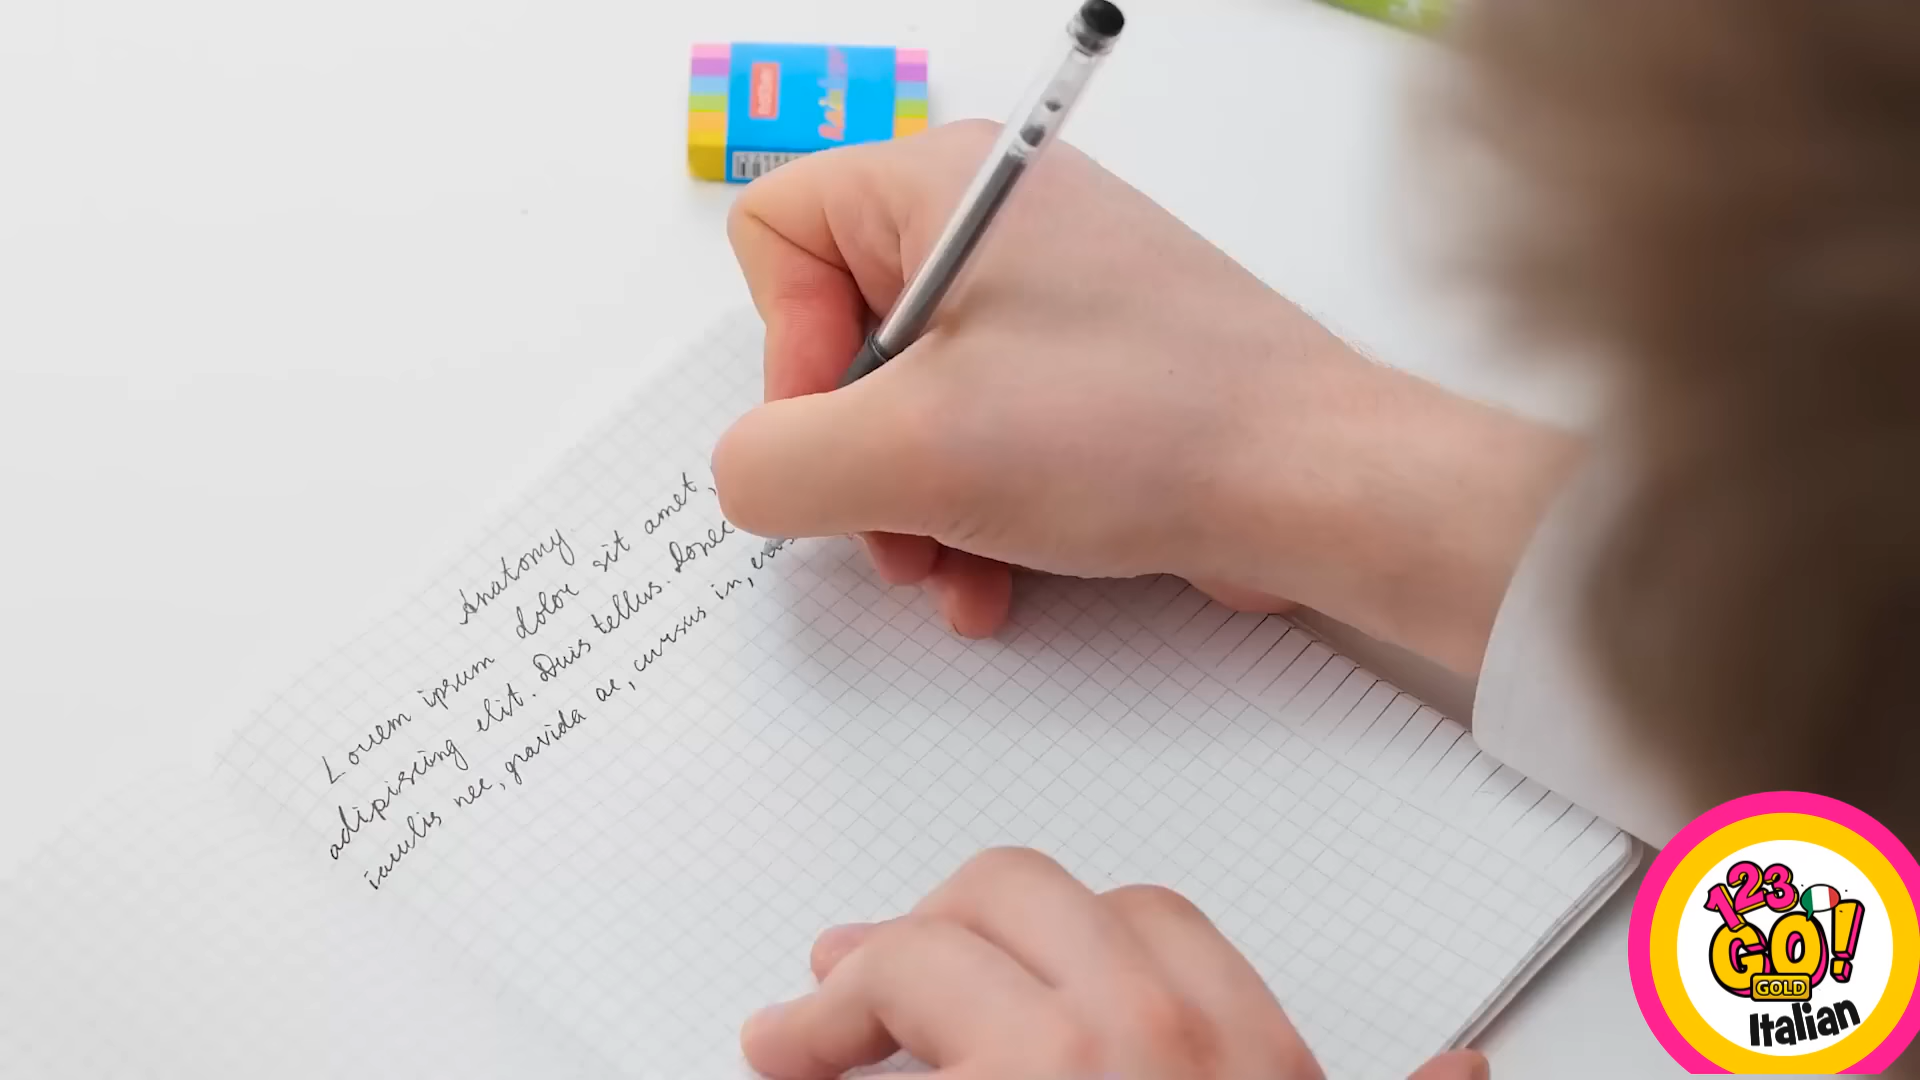 Anatomy
Lorem ipsum dolor sit amet,
adipiscing elit. Duis tellus. Donec
iaculis nec, gravida ac, cursus in, eros
123
GO!
GOLD
Italian